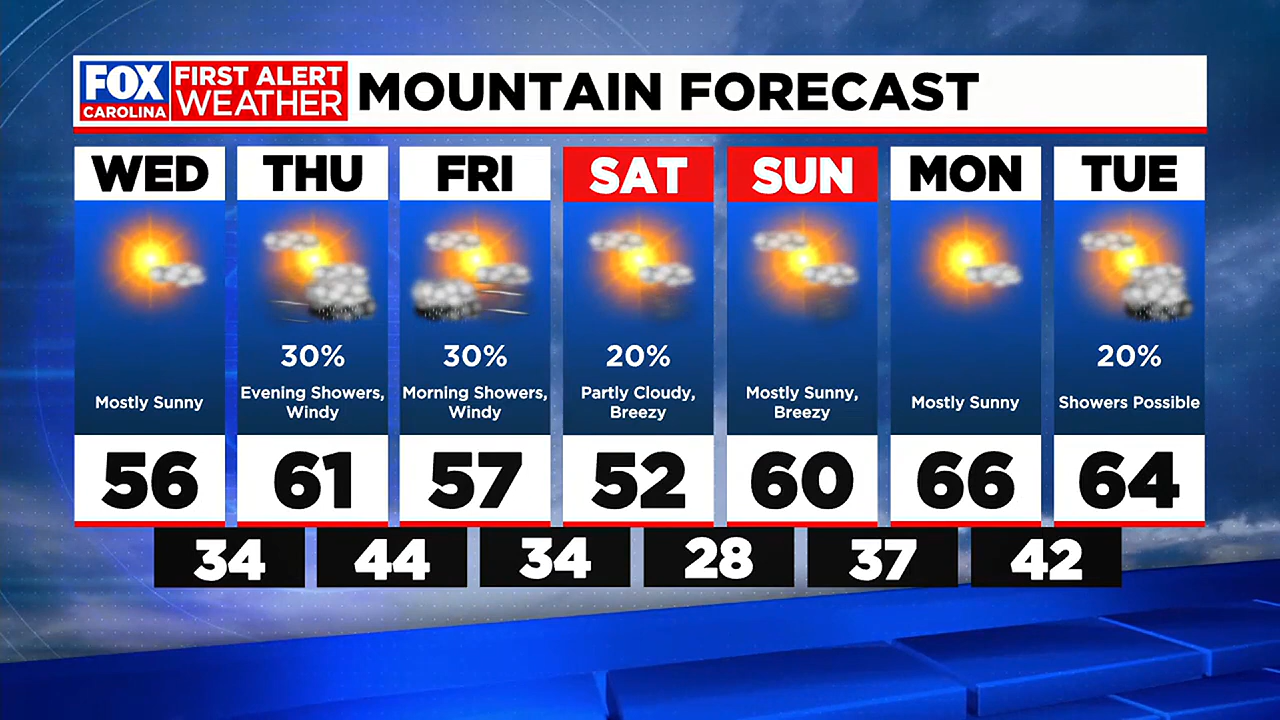 FOX
CAROLINA
FIRST ALERT
WEATHER
MOUNTAIN FORECAST
WED
THU
FRI
SAT
SUN
MON
TUE
30%
30%
20%
20%
Mostly Sunny
Evening Showers,
Windy
Morning Showers,
Windy
Partly Cloudy,
Breezy
Mostly Sunny,
Breezy
Mostly Sunny
Showers Possible
56
61
57
52
60
66
64
34
44
34
28
37
42